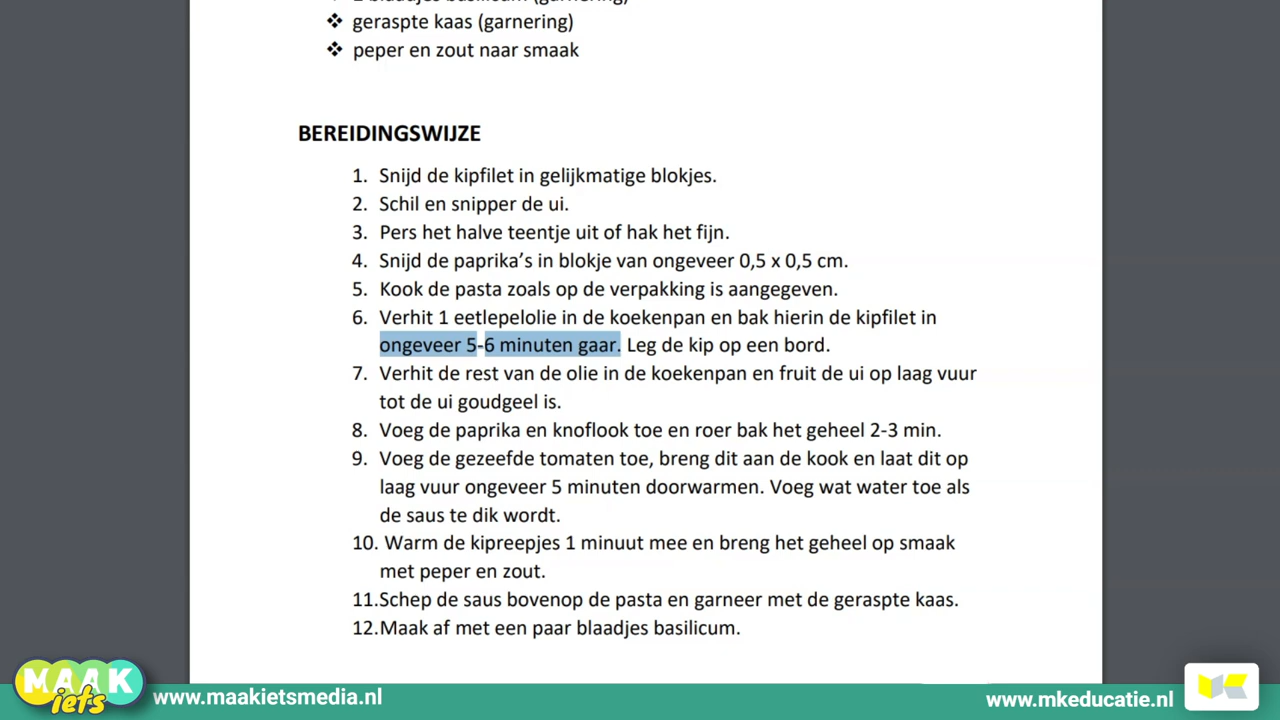 2 blaadjes basilicum (garnering)
❖ geraspte kaas (garnering)
❖ peper en zout naar smaak
BEREIDINGSWIJZE
1. Snijd de kipfilet in gelijkmatige blokjes.
2. Schil en snipper de ui.
3. Pers het halve teentje uit of hak het fijn.
4. Snijd de paprika’s in blokje van ongeveer 0,5 x 0,5 cm.
5. Kook de pasta zoals op de verpakking is aangegeven.
6. Verhit 1 eetlepelolie in de koekenpan en bak hierin de kipfilet in
ongeveer 5-6 minuten gaar. Leg de kip op een bord.
7. Verhit de rest van de olie in de koekenpan en fruit de ui op laag vuur
tot de ui goudgeel is.
8. Voeg de paprika en knoflook toe en roer bak het geheel 2-3 min.
9. Voeg de gezeefde tomaten toe, breng dit aan de kook en laat dit op
laag vuur ongeveer 5 minuten doorwarmen. Voeg wat water toe als
de saus te dik wordt.
10. Warm de kipreepjes 1 minuut mee en breng het geheel op smaak
met peper en zout.
11.Schep de saus bovenop de pasta en garneer met de geraspte kaas.
12.Maak af met een paar blaadjes basilicum.
MAAK
iets
www.maakietsmedia.nl
www.mkeducatie.nl